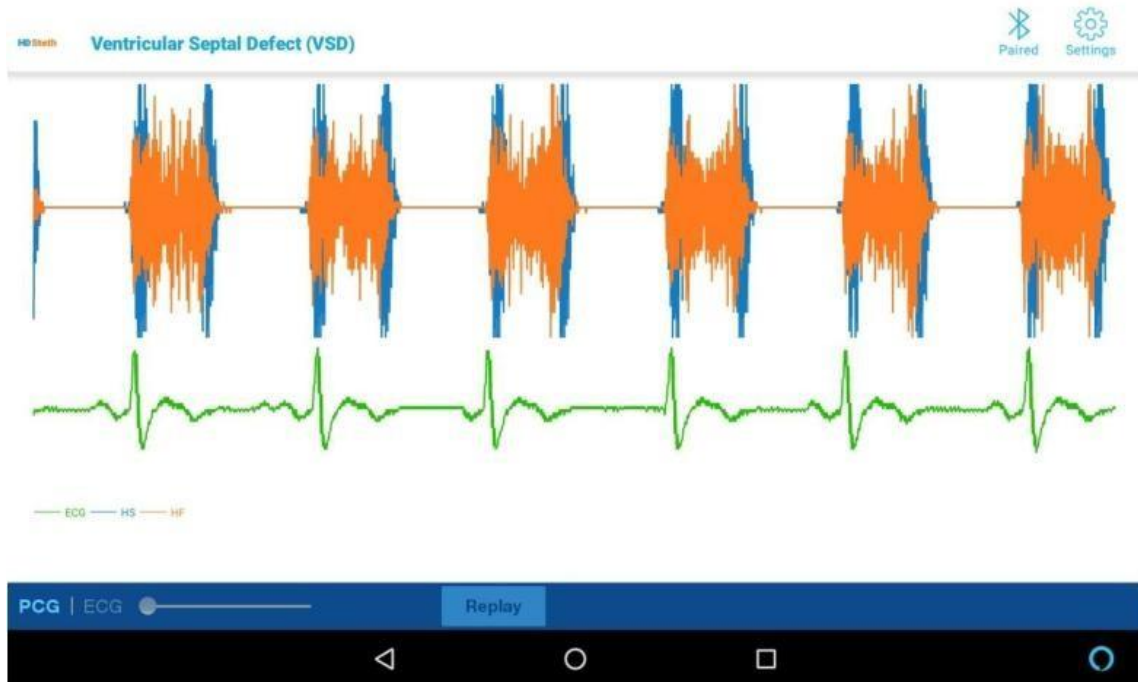 HD Steth
Ventricular Septal Defect (VSD)
Paired
Settings
ECG HS HF
PCG | ECG
Replay